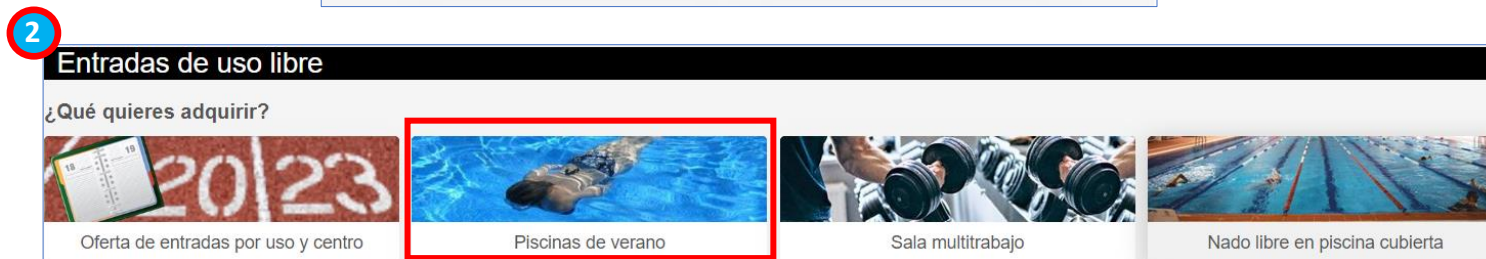 2
Entradas de uso libre
¿Qué quieres adquirir?
18 19
20 23
Oferta de entradas por uso y centro
Piscinas de verano
Sala multitrabajo
Nado libre en piscina cubierta